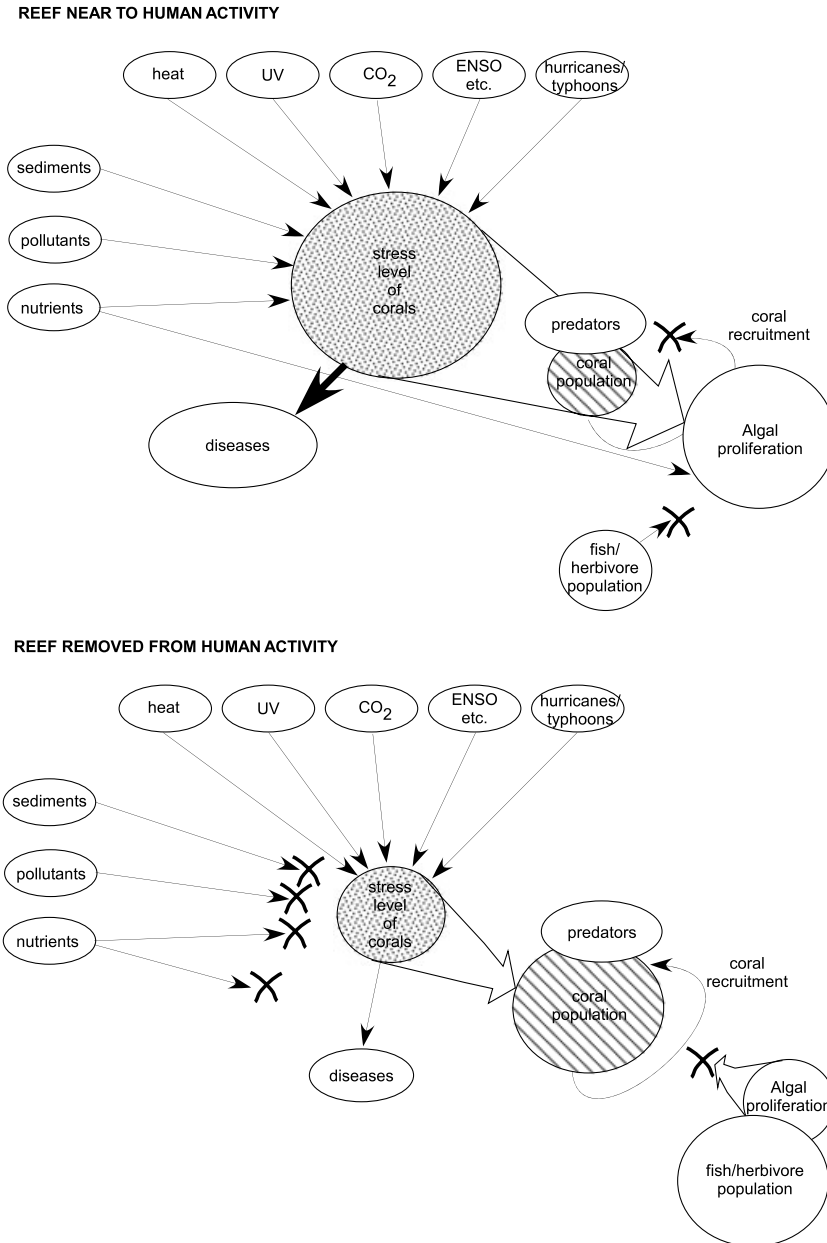 REEF NEAR TO HUMAN ACTIVITY
heat
UV
CO2
ENSO
etc.
hurricanes/
typhoons
sediments
pollutants
nutrients
stress
level
of
corals
predators
coral
population
coral
recruitment
Algal
proliferation
diseases
fish/
herbivore
population
REEF REMOVED FROM HUMAN ACTIVITY
heat
UV
CO2
ENSO
etc.
hurricanes/
typhoons
sediments
pollutants
nutrients
stress
level
of
corals
predators
coral
population
coral
recruitment
diseases
Algal
proliferation
fish/herbivore
population